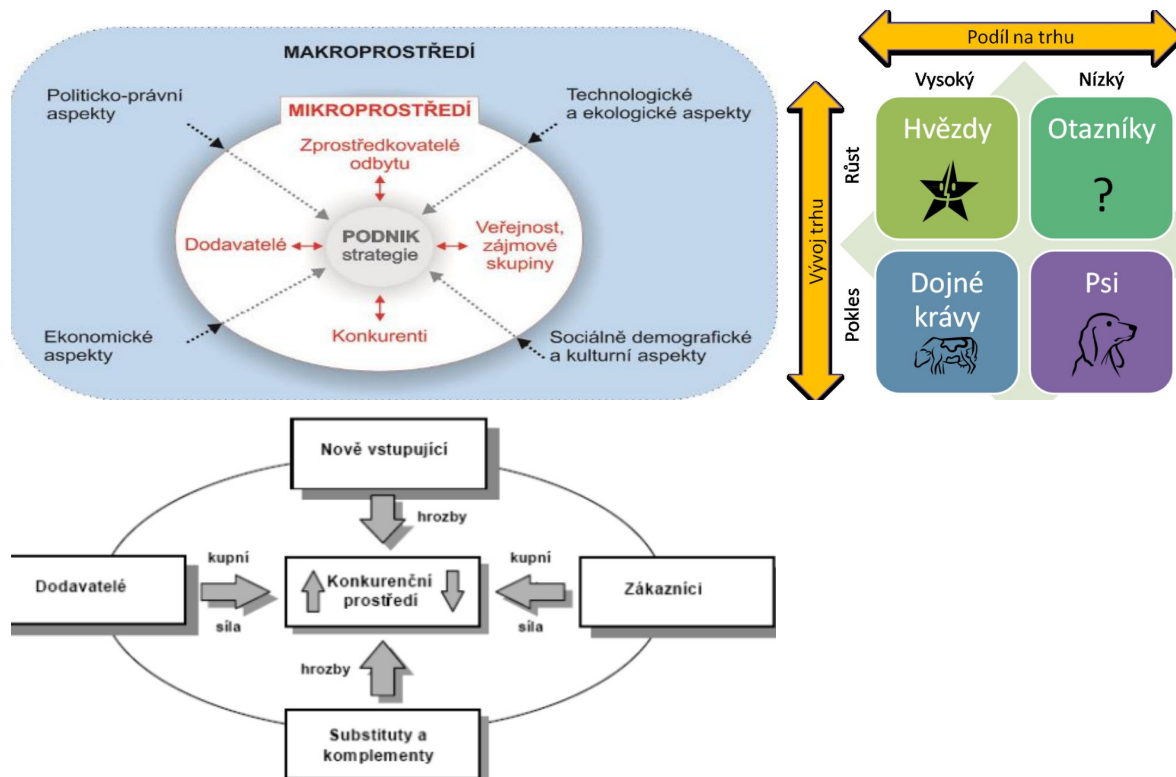 MAKROPROSTŘEDÍ
Politicko-právní
aspekty
Technologické
a ekologické aspekty
MIKROPROSTŘEDÍ
Zprostředkovatelé
odbytu
Dodavatelé
PODNIK
strategie
Veřejnost,
zájmové
skupiny
Konkurenti
Ekonomické
aspekty
Sociálně demografické
a kulturní aspekty
Podíl na trhu
Vysoký
Nízký
Vývoj trhu
Růst
Hvězdy
Otazníky
?
Pokles
Dojné
krávy
Psi
Nově vstupující
hrozby
Dodavatelé
kupní
síla
Konkurenční
prostředí
kupní
síla
Zákazníci
hrozby
Substituty a
komplementy